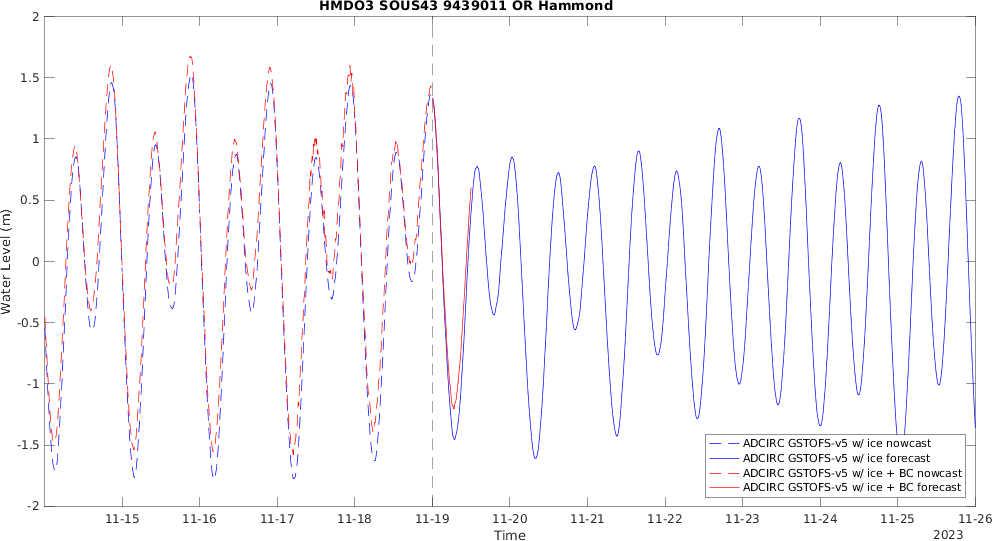 HMDO3 SOUS43 9439011 OR Hammond
2
1.5
1
0.5
0
-0.5
-1
-1.5
-2
Water Level (m)
ADCIRC GSTOFS-v5 w/ ice nowcast
ADCIRC GSTOFS-v5 w/ ice forecast
ADCIRC GSTOFS-v5 w/ ice + BC nowcast
ADCIRC GSTOFS-v5 w/ ice + BC forecast
11-15 11-16 11-17 11-18 11-19 11-20 11-21 11-22 11-23 11-24 11-25 11-26
Time
2023